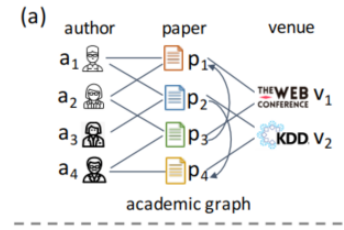 (a)
author paper venue
a1 p1
THE WEB CONFERENCE V1
a2 p2
a3 p3
KDD V2
a4 p4
academic graph